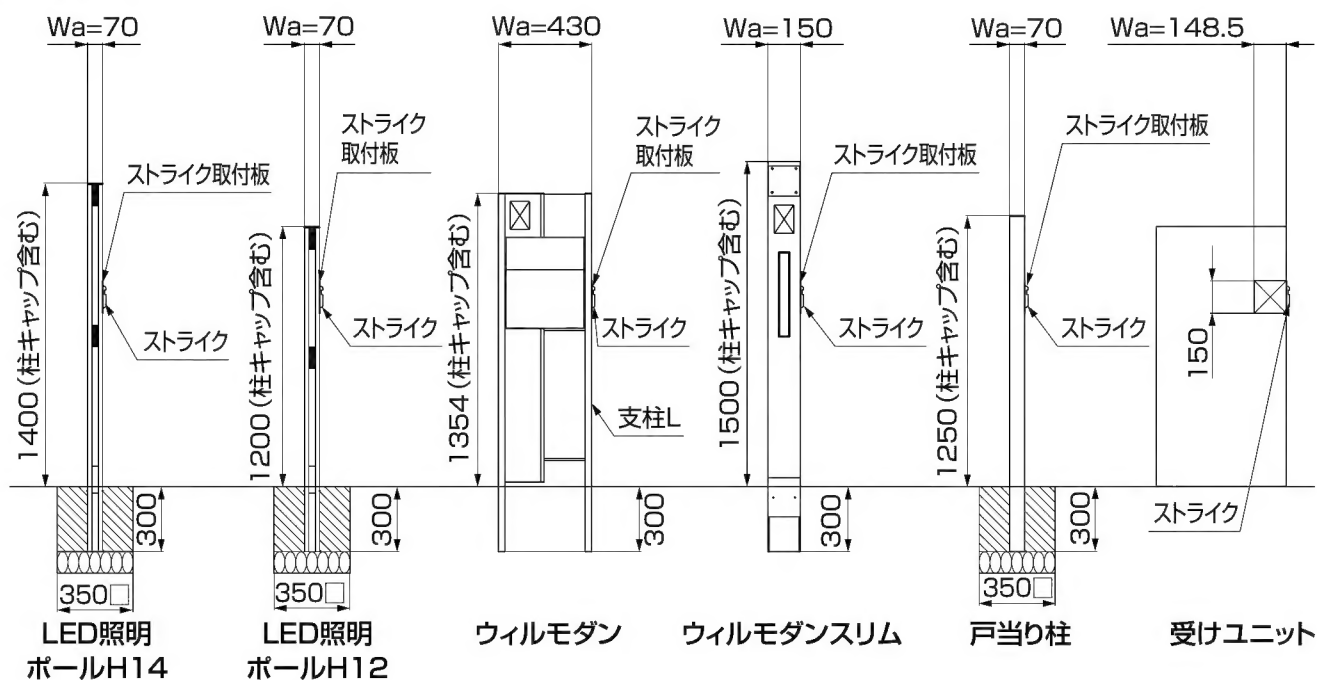 Wa=70
Wa=70
Wa=430
Wa=150
Wa=70
Wa=148.5
ストライク取付板
ストライク
1400(柱キャップ含む)
300
350□
LED照明
ポールH14
ストライク
取付板
ストライク
1200(柱キャップ含む)
300
350□
LED照明
ポールH12
ストライク
取付板
ストライク
支柱L
1354(柱キャップ含む)
300
ウィルモダン
ストライク取付板
ストライク
1500(柱キャップ含む)
300
ウィルモダンスリム
ストライク取付板
ストライク
1250(柱キャップ含む)
300
350□
戸当り柱
150
ストライク
受けユニット